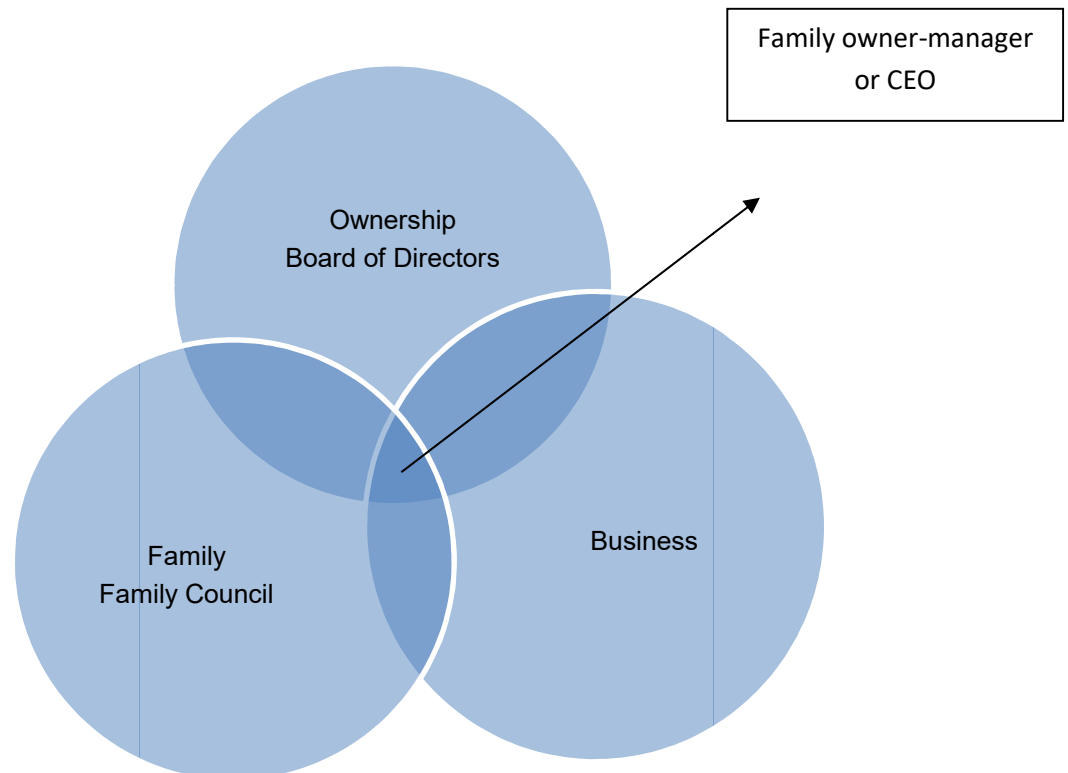 Family owner-manager
or CEO
Ownership
Board of Directors
Business
Family
Family Council